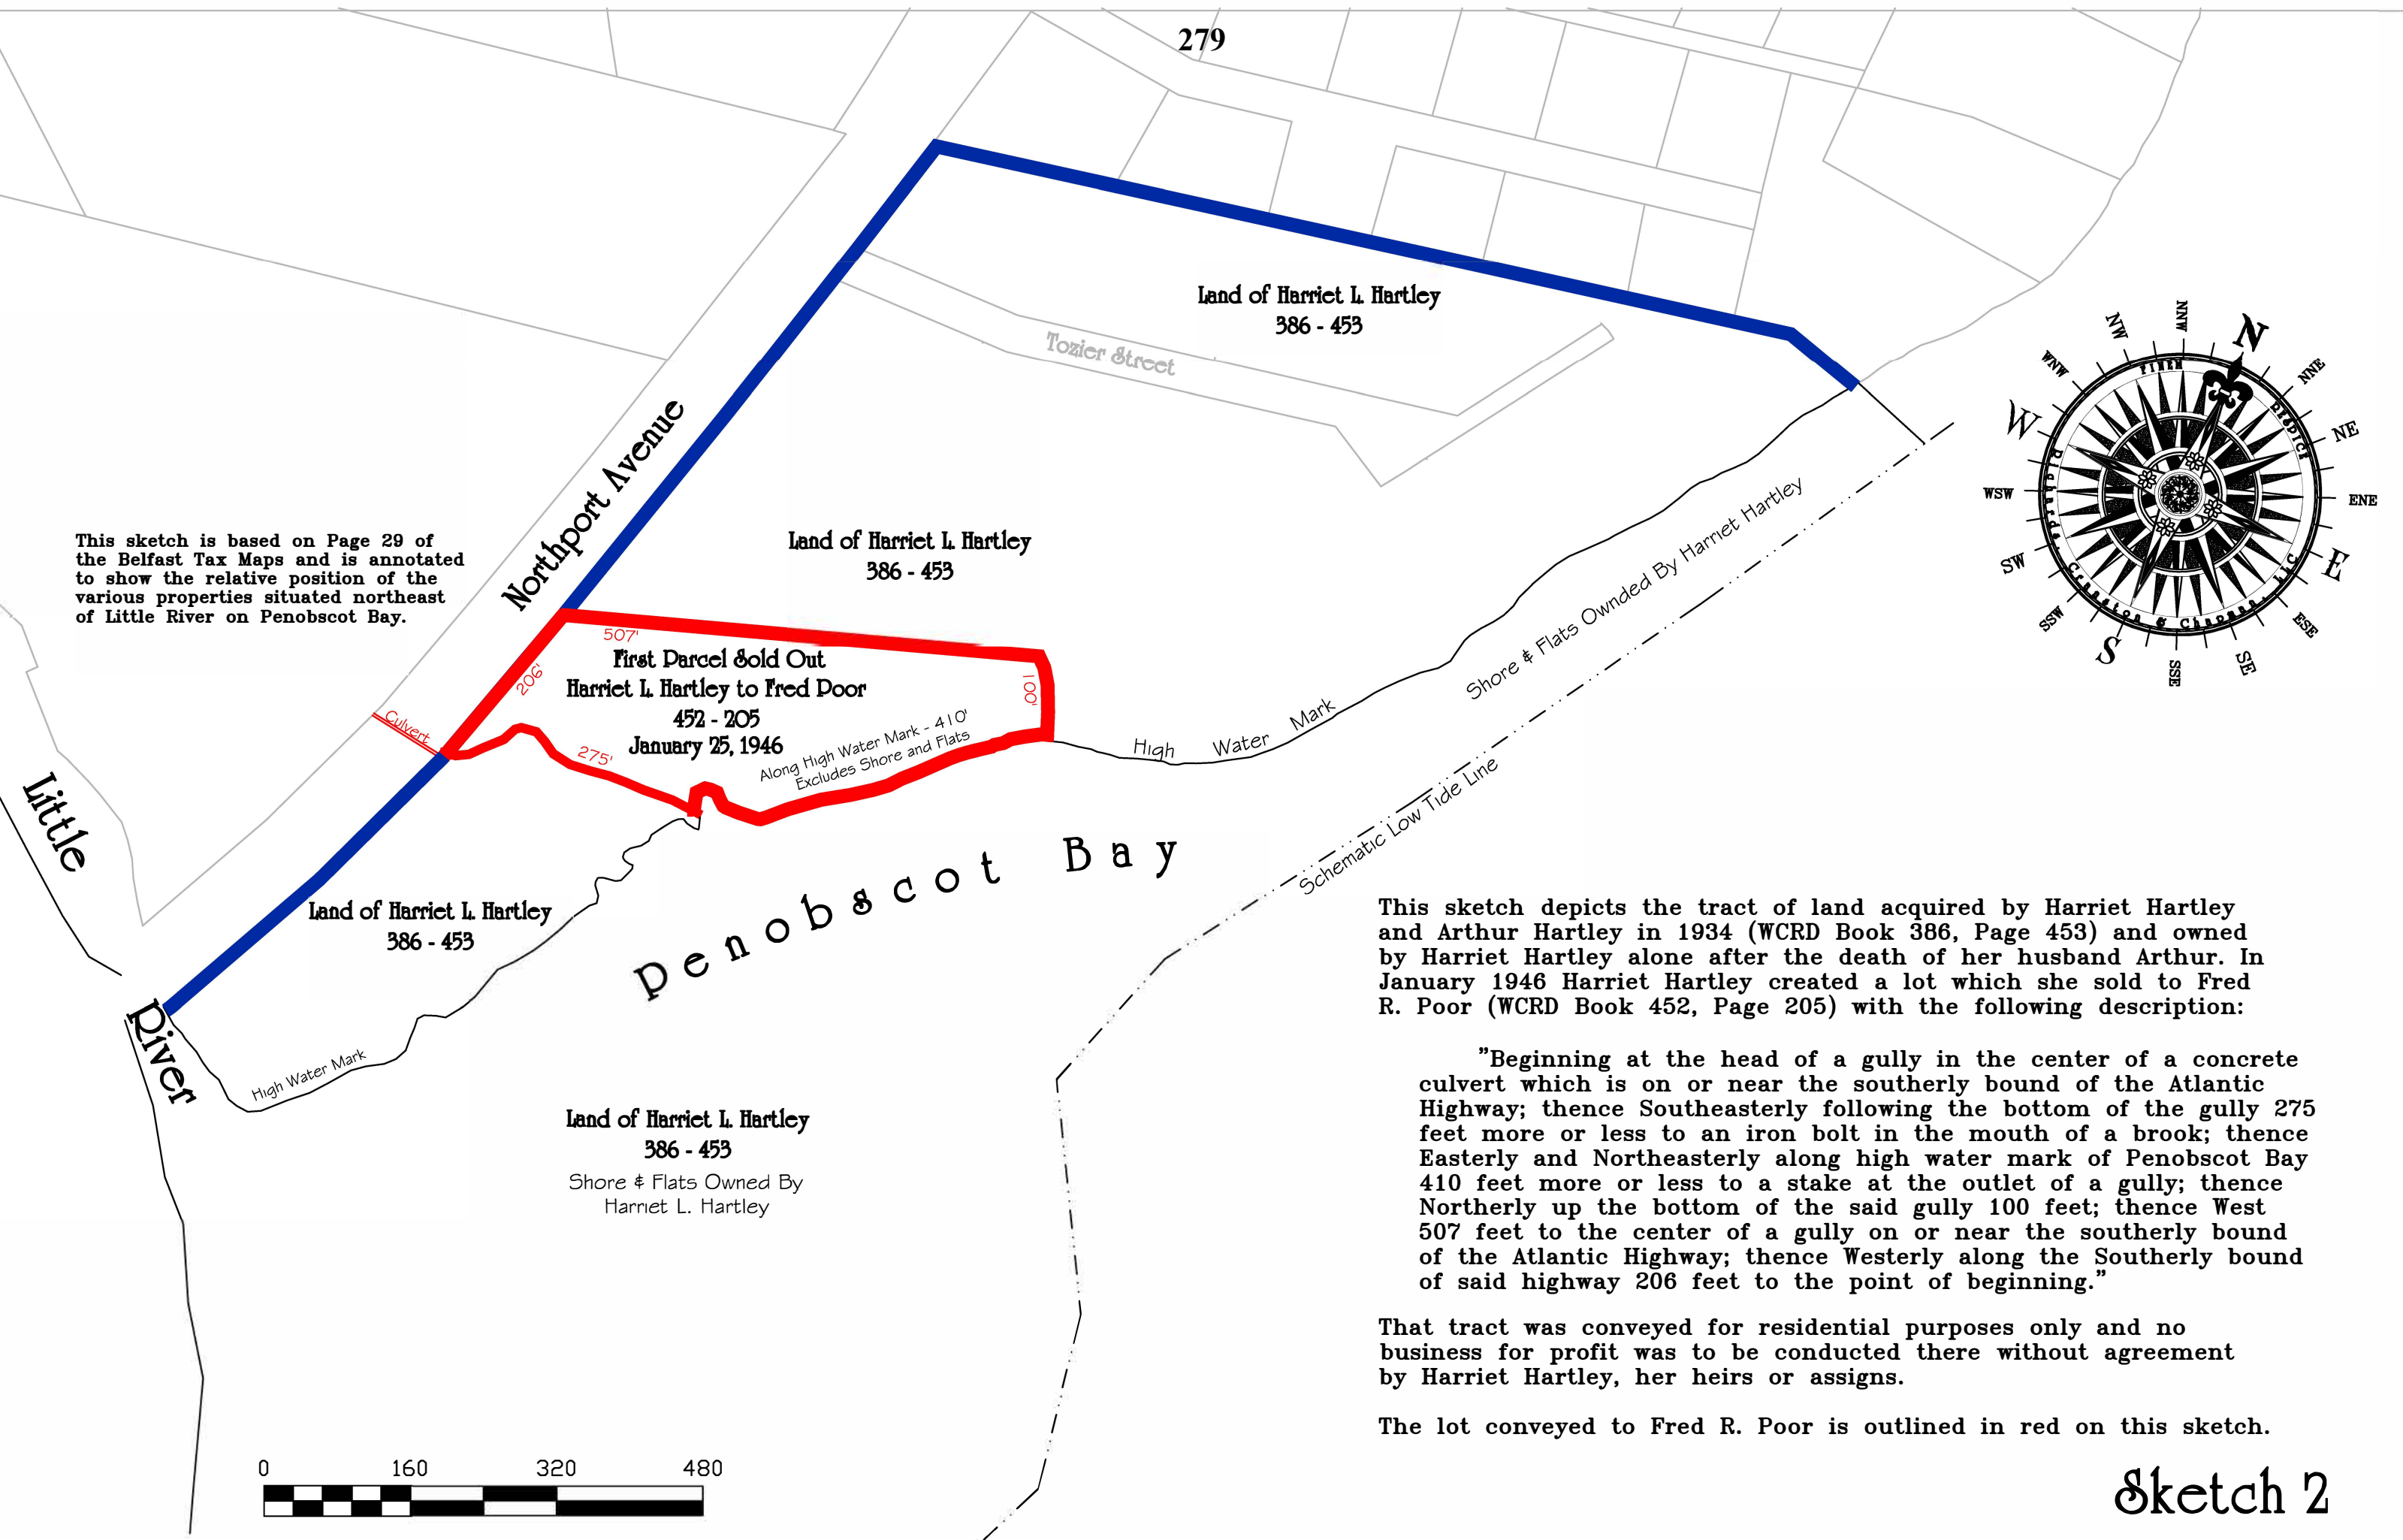 279
Land of Harriet L. Hartley
386 - 453
Tozier Street
Northport Avenue
This sketch is based on Page 29 of
the Belfast Tax Maps and is annotated
to show the relative position of the
various properties situated northeast
of Little River on Penobscot Bay.
Land of Harriet L. Hartley
386 - 453
Shore & Flats Ownded By Harriet Hartley
N
NNE
NE
ENE
E
ESE
SE
SSE
S
SSW
SW
WSW
W
WNW
NW
NNW
FINEM
RESPICE
Cranston & Chapman, LLC
507'
206'
100'
First Parcel Sold Out
Harriet L. Hartley to Fred Poor
452 - 205
January 25, 1946
Culvert
275'
Along High Water Mark - 410'
Excludes Shore and Flats
High Water Mark
Schematic Low Tide Line
Little
River
Penobscot Bay
Land of Harriet L. Hartley
386 - 453
High Water Mark
Land of Harriet L. Hartley
386 - 453
Shore & Flats Owned By
Harriet L. Hartley
This sketch depicts the tract of land acquired by Harriet Hartley
and Arthur Hartley in 1934 (WCRD Book 386, Page 453) and owned
by Harriet Hartley alone after the death of her husband Arthur. In
January 1946 Harriet Hartley created a lot which she sold to Fred
R. Poor (WCRD Book 452, Page 205) with the following description:
"Beginning at the head of a gully in the center of a concrete
culvert which is on or near the southerly bound of the Atlantic
Highway; thence Southeasterly following the bottom of the gully 275
feet more or less to an iron bolt in the mouth of a brook; thence
Easterly and Northeasterly along high water mark of Penobscot Bay
410 feet more or less to a stake at the outlet of a gully; thence
Northerly up the bottom of the said gully 100 feet; thence West
507 feet to the center of a gully on or near the southerly bound
of the Atlantic Highway; thence Westerly along the Southerly bound
of said highway 206 feet to the point of beginning."
That tract was conveyed for residential purposes only and no
business for profit was to be conducted there without agreement
by Harriet Hartley, her heirs or assigns.
The lot conveyed to Fred R. Poor is outlined in red on this sketch.
0 160 320 480
Sketch 2